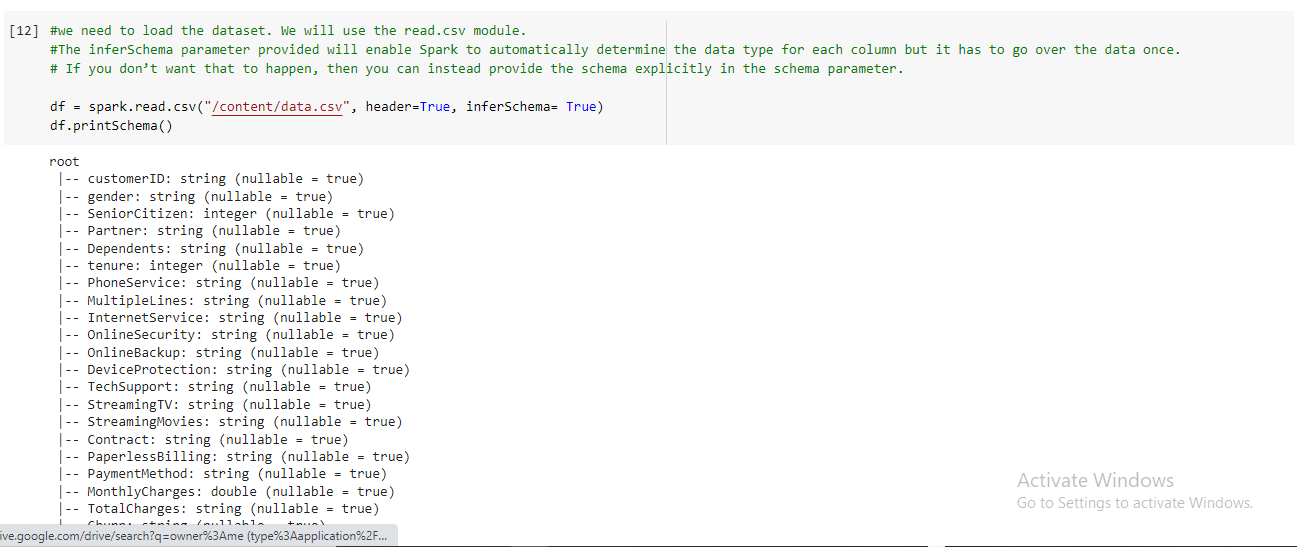 [12] #we need to load the dataset. We will use the read.csv module.
#The inferSchema parameter provided will enable Spark to automatically determine the data type for each column but it has to go over the data once.
# If you don’t want that to happen, then you can instead provide the schema explicitly in the schema parameter.
df = spark.read.csv("/content/data.csv", header=True, inferSchema= True)
df.printSchema()
root
|-- customerID: string (nullable = true)
|-- gender: string (nullable = true)
|-- SeniorCitizen: integer (nullable = true)
|-- Partner: string (nullable = true)
|-- Dependents: string (nullable = true)
|-- tenure: integer (nullable = true)
|-- PhoneService: string (nullable = true)
|-- MultipleLines: string (nullable = true)
|-- InternetService: string (nullable = true)
|-- OnlineSecurity: string (nullable = true)
|-- OnlineBackup: string (nullable = true)
|-- DeviceProtection: string (nullable = true)
|-- TechSupport: string (nullable = true)
|-- StreamingTV: string (nullable = true)
|-- StreamingMovies: string (nullable = true)
|-- Contract: string (nullable = true)
|-- PaperlessBilling: string (nullable = true)
|-- PaymentMethod: string (nullable = true)
|-- MonthlyCharges: double (nullable = true)
|-- TotalCharges: string (nullable = true)
Activate Windows
Go to Settings to activate Windows.
ive.google.com/drive/search?q=owner%3Ame (type%3Aapplication%2F...